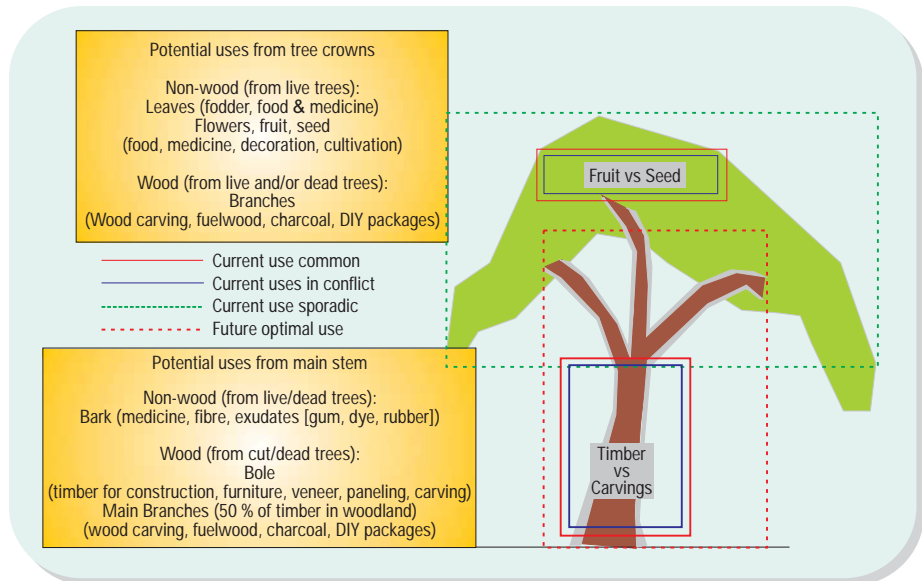 Potential uses from tree crowns
Non-wood (from live trees):
Leaves (fodder, food & medicine)
Flowers, fruit, seed
(food, medicine, decoration, cultivation)
Wood (from live and/or dead trees):
Branches
(Wood carving, fuelwood, charcoal, DIY packages)
Fruit vs Seed
Current use common
Current uses in conflict
Current use sporadic
Future optimal use
Potential uses from main stem
Non-wood (from live/dead trees):
Bark (medicine, fibre, exudates [gum, dye, rubber])
Wood (from cut/dead trees):
Bole
(timber for construction, furniture, veneer, paneling, carving)
Main Branches (50 % of timber in woodland)
(wood carving, fuelwood, charcoal, DIY packages)
Timber
vs
Carvings